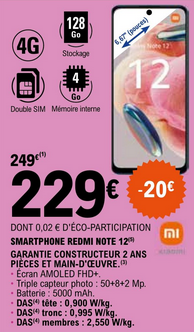 128
Go
4G
Stockage
4
Go
Double SIM
Mémoire interne
6,67" (pouces)
Note 12
12
249€(1)
229€
-20€
DONT 0,02 € D'ÉCO-PARTICIPATION
SMARTPHONE REDMI NOTE 12(5)
GARANTIE CONSTRUCTEUR 2 ANS
PIÈCES ET MAIN-D'ŒUVRE.(3)
- Écran AMOLED FHD+.
- Triple capteur photo : 50+8+2 Mp.
- Batterie : 5000 mAh.
- DAS(4) tête : 0,900 W/kg.
- DAS(4) tronc : 0,995 W/kg.
- DAS(4) membres : 2,550 W/kg.
mi
xiaomi